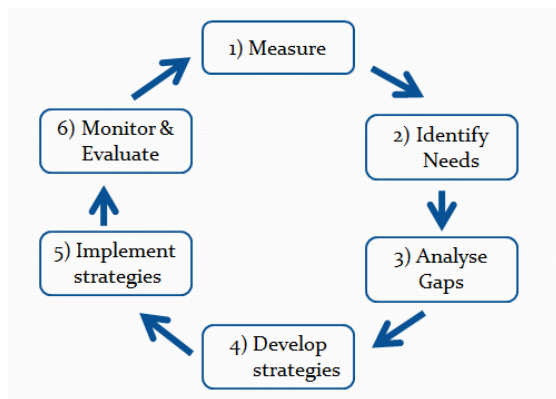 1) Measure
2) Identify
Needs
3) Analyse
Gaps
4) Develop
strategies
5) Implement
strategies
6) Monitor &
Evaluate